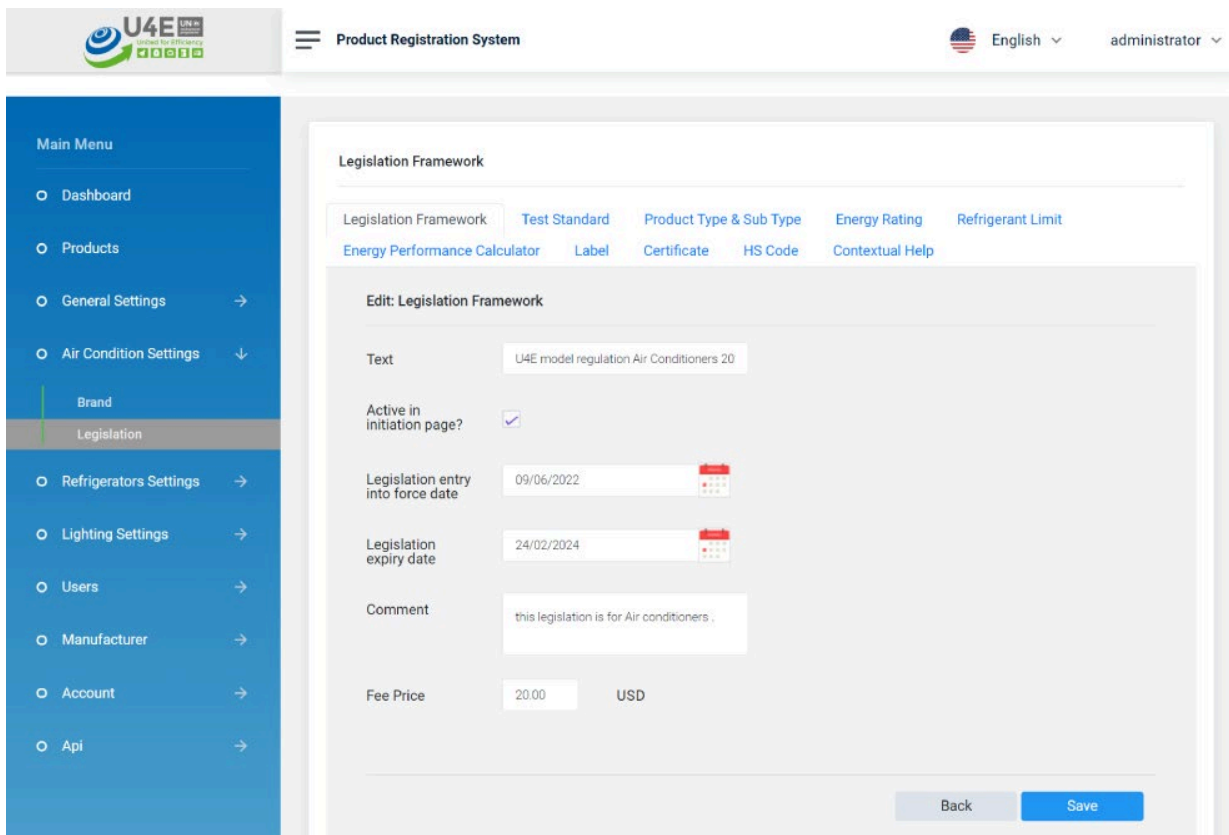 U4E UN
United for Efficiency
Product Registration System
English
administrator
Main Menu
Dashboard
Products
General Settings
Air Condition Settings
Brand
Legislation
Refrigerators Settings
Lighting Settings
Users
Manufacturer
Account
Api
Legislation Framework
Legislation Framework Test Standard Product Type & Sub Type Energy Rating Refrigerant Limit
Energy Performance Calculator Label Certificate HS Code Contextual Help
Edit: Legislation Framework
Text U4E model regulation Air Conditioners 20
Active in
initiation page?
Legislation entry
into force date
09/06/2022
Legislation
expiry date
24/02/2024
Comment
this legislation is for Air conditioners .
Fee Price 20.00 USD
Back Save